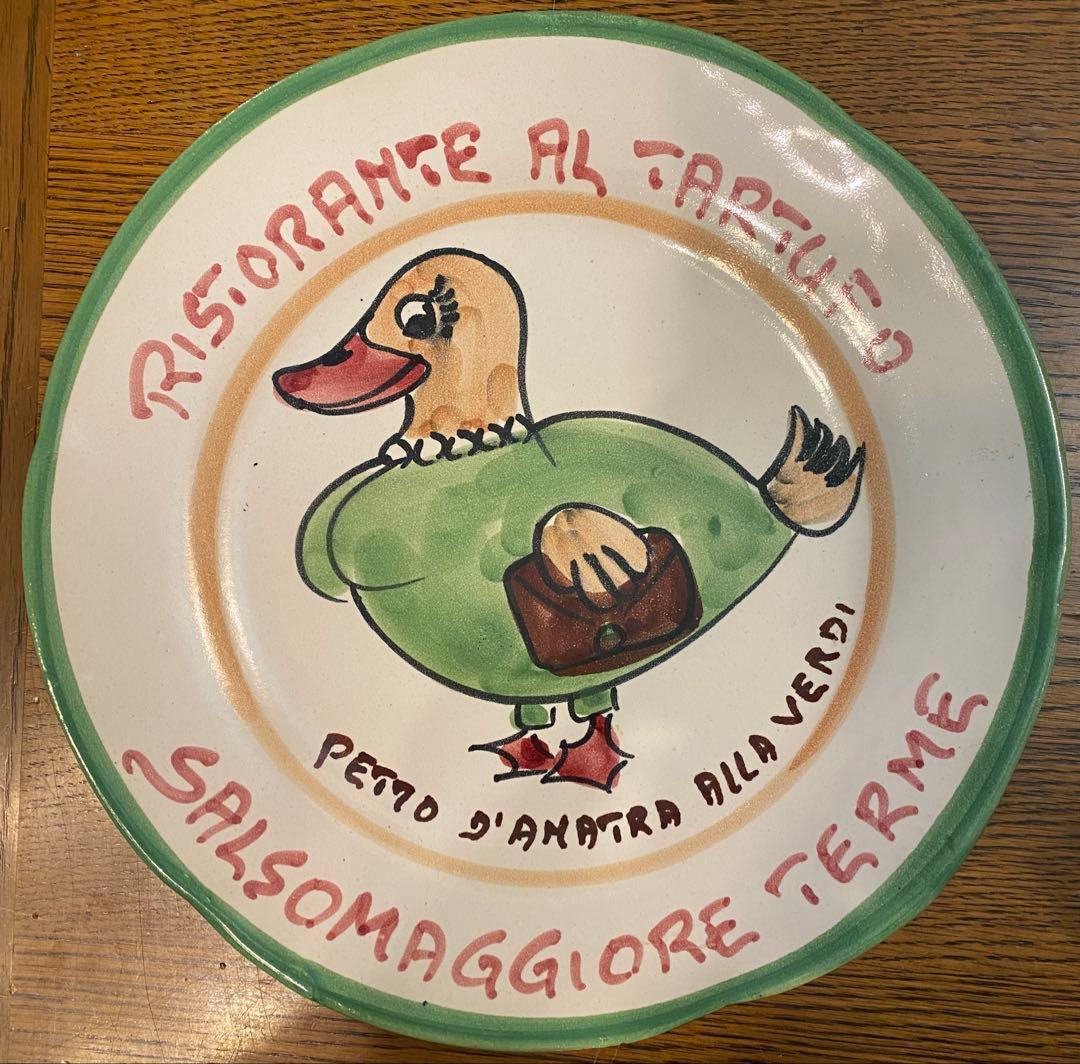 RISTORANTE AL TARTUFO
PETTO D'ANATRA ALLA VERDI
SALSOMAGGIORE TERME